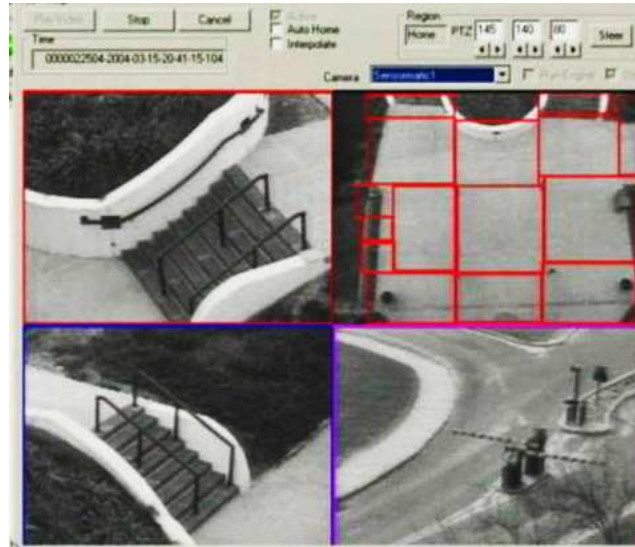 Play Video Stop Cancel
Active
Auto Home
Interpolate
Region
Home PTZ 145 140 80 Steer
Time
0000022504-2004-03-15-20-41-15-104
Camera Sensormatic1